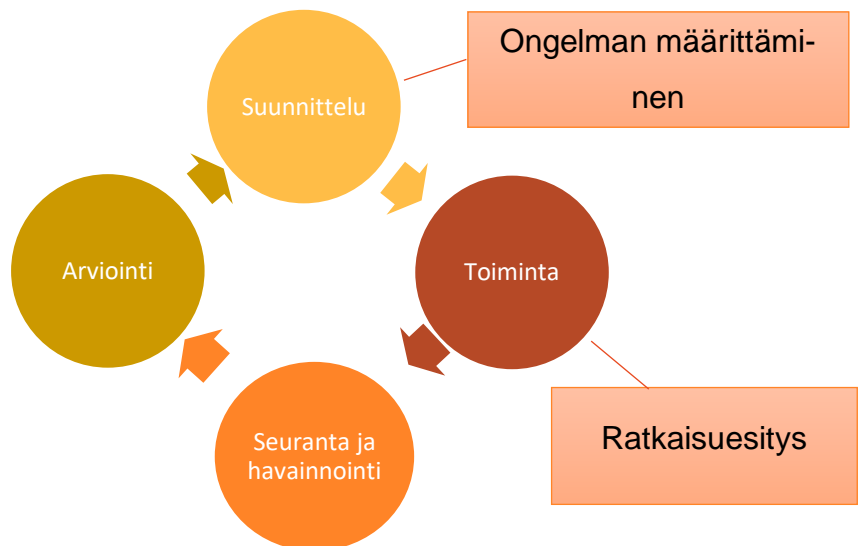 Ongelman määrittämi-
nen
Suunnittelu
Arviointi
Toiminta
Seuranta ja
havainnointi
Ratkaisuesitys